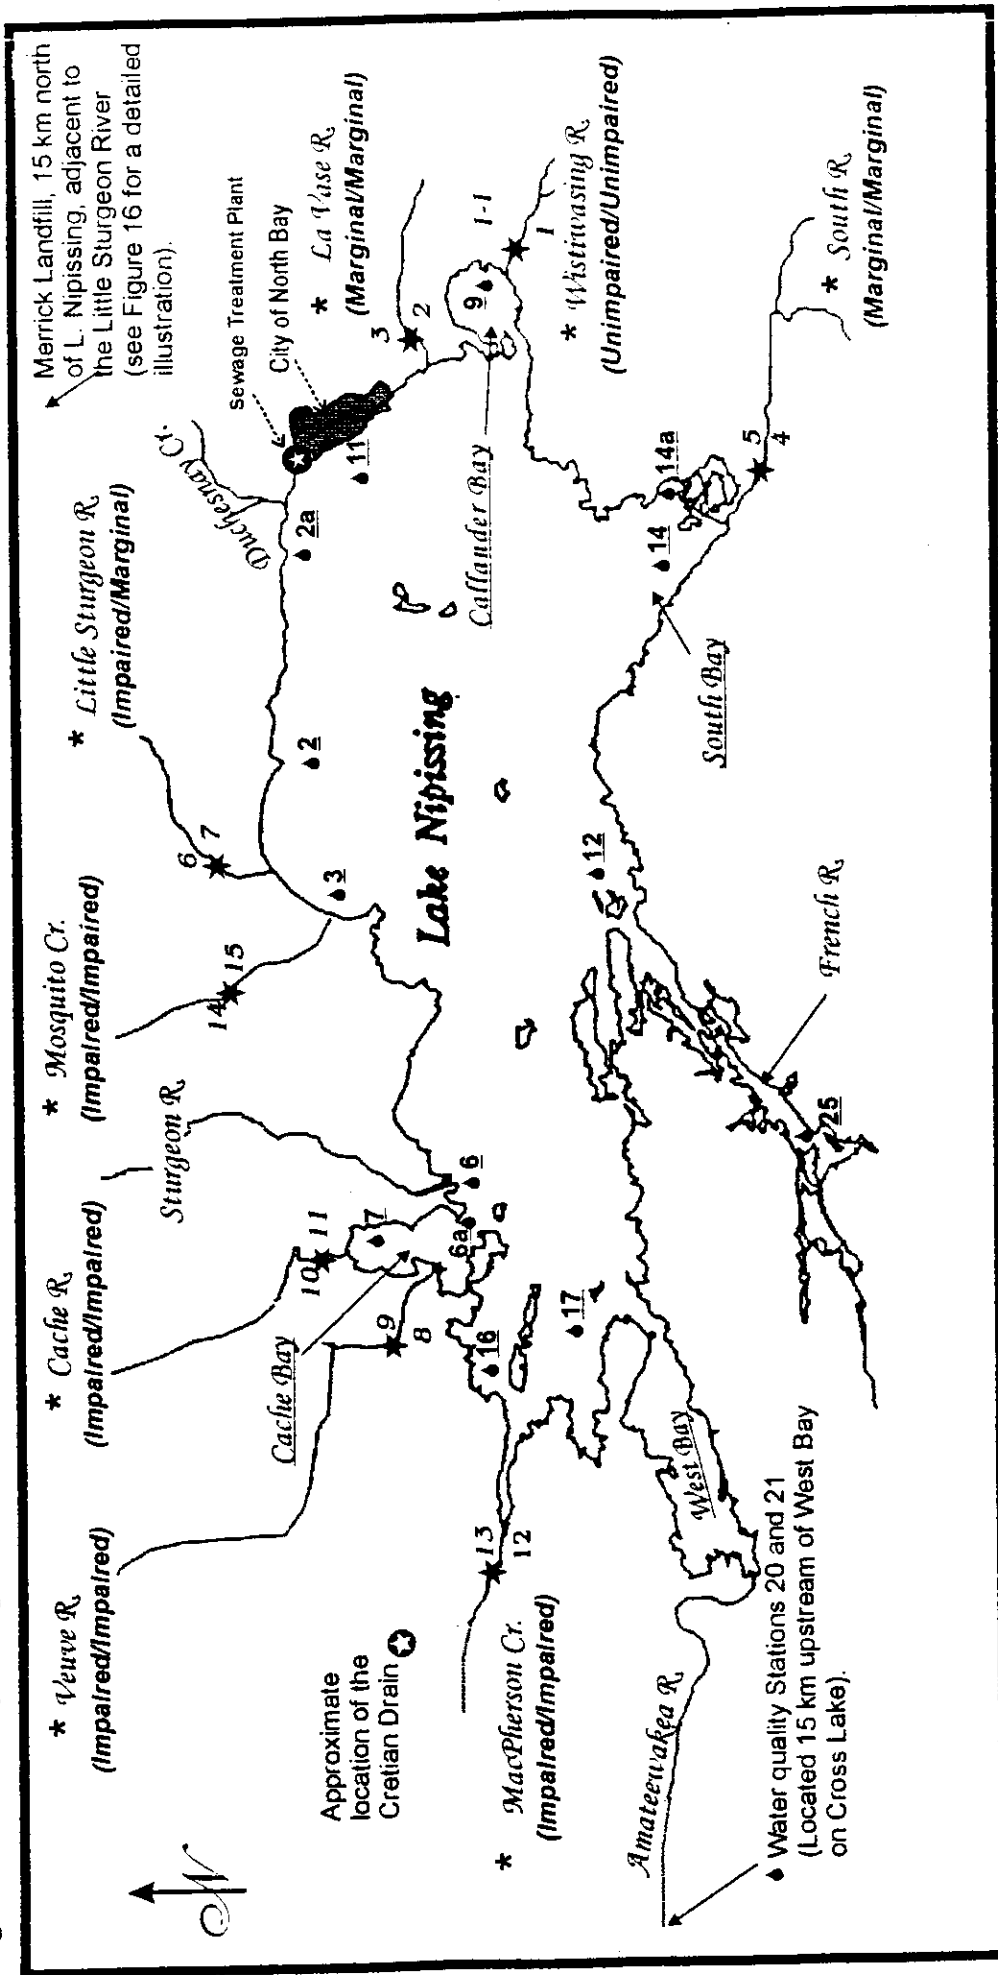 Merrick Landfill, 15 km north
of L. Nipissing, adjacent to
the Little Sturgeon River
(see Figure 16 for a detailed
illustration).
* Veuve R.
(Impaired/Impaired)
* Cache R.
(Impaired/Impaired)
Sturgeon R.
* Mosquito Cr.
(Impaired/Impaired)
* Little Sturgeon R.
(Impaired/Marginal)
Duchesnay Cr.
Sewage Treatment Plant
City of North Bay
* La Vase R.
(Marginal/Marginal)
N
Approximate
location of the
Cretian Drain
Cache Bay
10 11
7
9
8
6a
6
16
17
14 15
6 7
3
2
2a
11
3
2
9
1-1
1
Lake Nipissing
Callander Bay
* Wistiwasing R.
(Unimpaired/Unimpaired)
13
12
* MacPherson Cr.
(Impaired/Impaired)
West Bay
Amateewakea R.
12
14
14a
5
4
South Bay
* South R.
(Marginal/Marginal)
French R.
25
Water quality Stations 20 and 21
(Located 15 km upstream of West Bay
on Cross Lake).